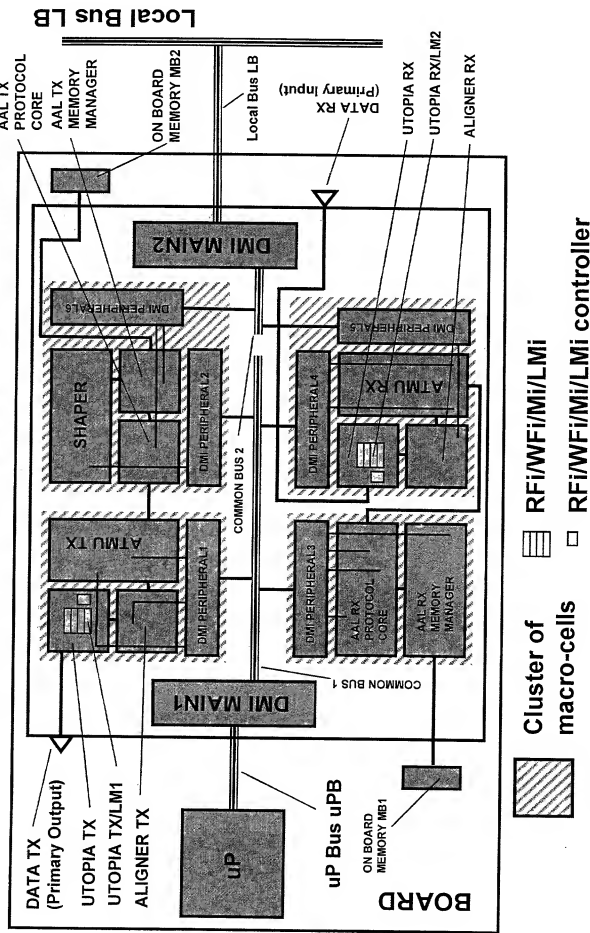 Local Bus LB
AAL TX
PROTOCOL
CORE
AAL TX
MEMORY
MANAGER
ON BOARD
MEMORY MB2
Local Bus LB
DATA RX
(Primary Input)
UTOPIA RX
UTOPIA RX/LM2
ALIGNER RX
DMI MAIN2
DMI PERIPHERAL6
SHAPER
DMI PERIPHERAL2
COMMON BUS 2
DMI PERIPHERAL5
DMI PERIPHERAL4
ATMU RX
ATMU TX
DMI PERIPHERAL1
DMI PERIPHERAL3
AAL RX
PROTOCOL
CORE
AAL RX
MEMORY
MANAGER
COMMON BUS 1
DMI MAIN1
DATA TX
(Primary Output)
UTOPIA TX
UTOPIA TX/LM1
ALIGNER TX
uP
uP Bus uPB
ON BOARD
MEMORY MB1
BOARD
Cluster of
macro-cells
RFi/WFi/Mi/LMi
RFi/WFi/Mi/LMi controller